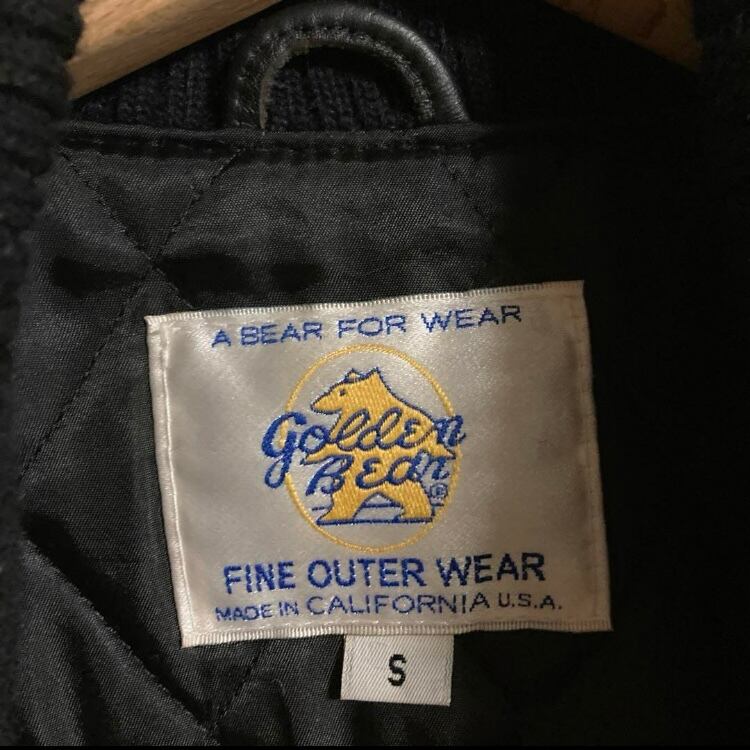 A BEAR FOR WEAR
Golden
Bear
®
FINE OUTER WEAR
MADE IN CALIFORNIA U.S.A.
S